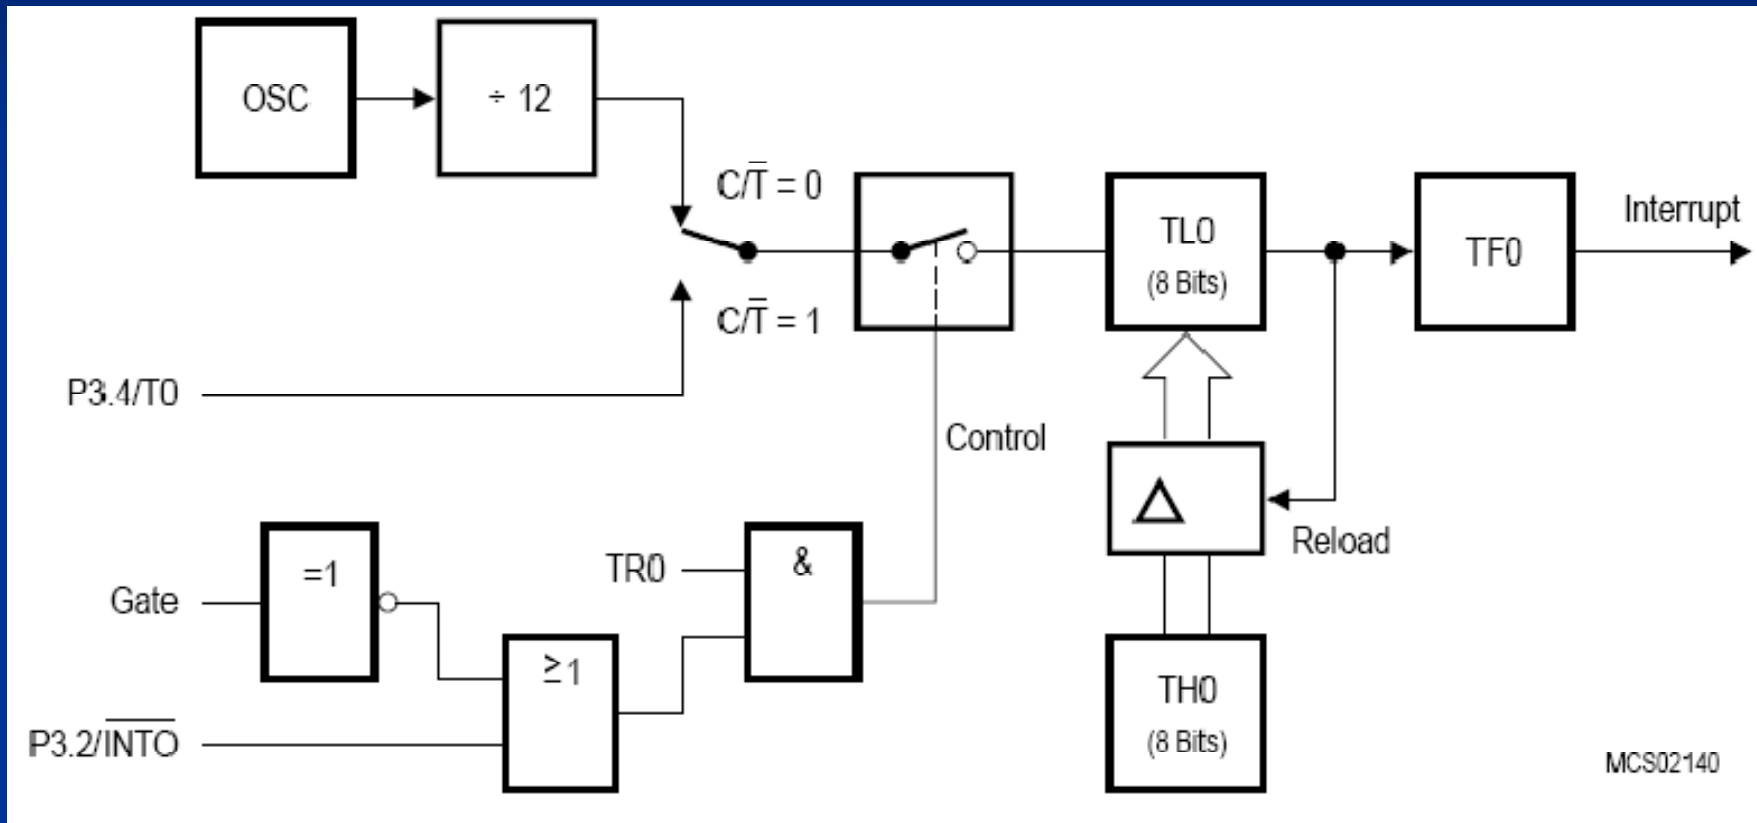 OSC
÷ 12
C/T̅ = 0
C/T̅ = 1
TL0
(8 Bits)
TF0
Interrupt
P3.4/T0
Control
Reload
Gate
=1
TR0
&
≥1
P3.2/I̅N̅T̅O̅
TH0
(8 Bits)
MCS02140